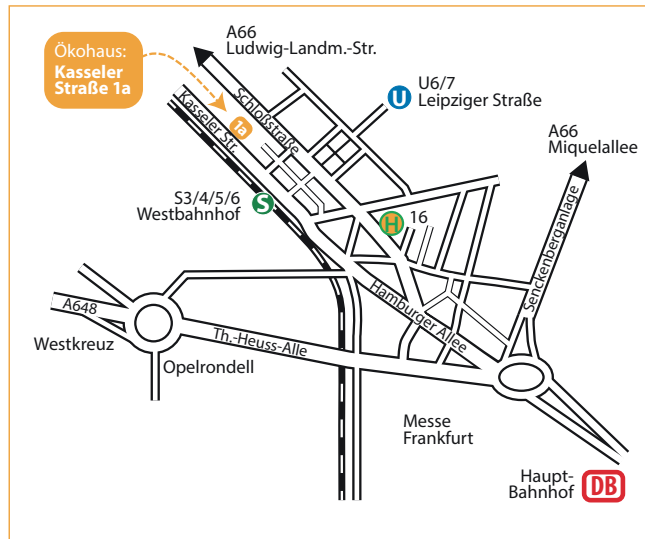 Ökohaus:
Kasseler
Straße 1a
A66
Ludwig-Landm.-Str.
U
U6/7
Leipziger Straße
A66
Miquelallee
1a
Schloßstraße
Kasseler Str.
S3/4/5/6
Westbahnhof
S
H
16
Senckenberganlage
Hamburger Allee
A648
Westkreuz
Th.-Heuss-Alle
Opelrondell
Messe
Frankfurt
Haupt-
Bahnhof
DB